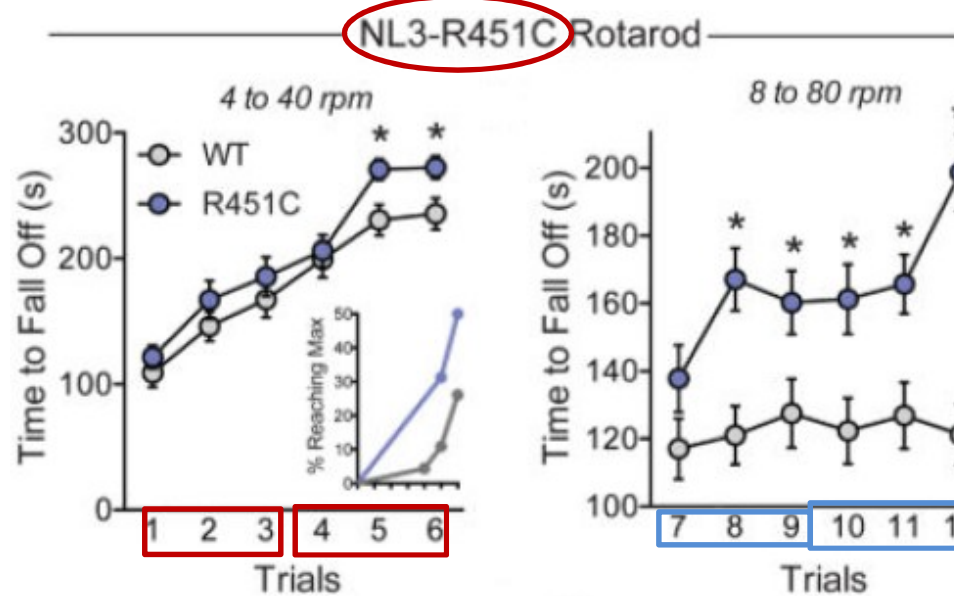 NL3-R451C Rotarod
4 to 40 rpm
300
200
100
0
Time to Fall Off (s)
WT
R451C
* *
50
40
30
20
10
0
% Reaching Max
1 2 3 4 5 6
Trials
8 to 80 rpm
200
180
160
140
120
100
Time to Fall Off (s)
* * * *
7 8 9 10 11
Trials